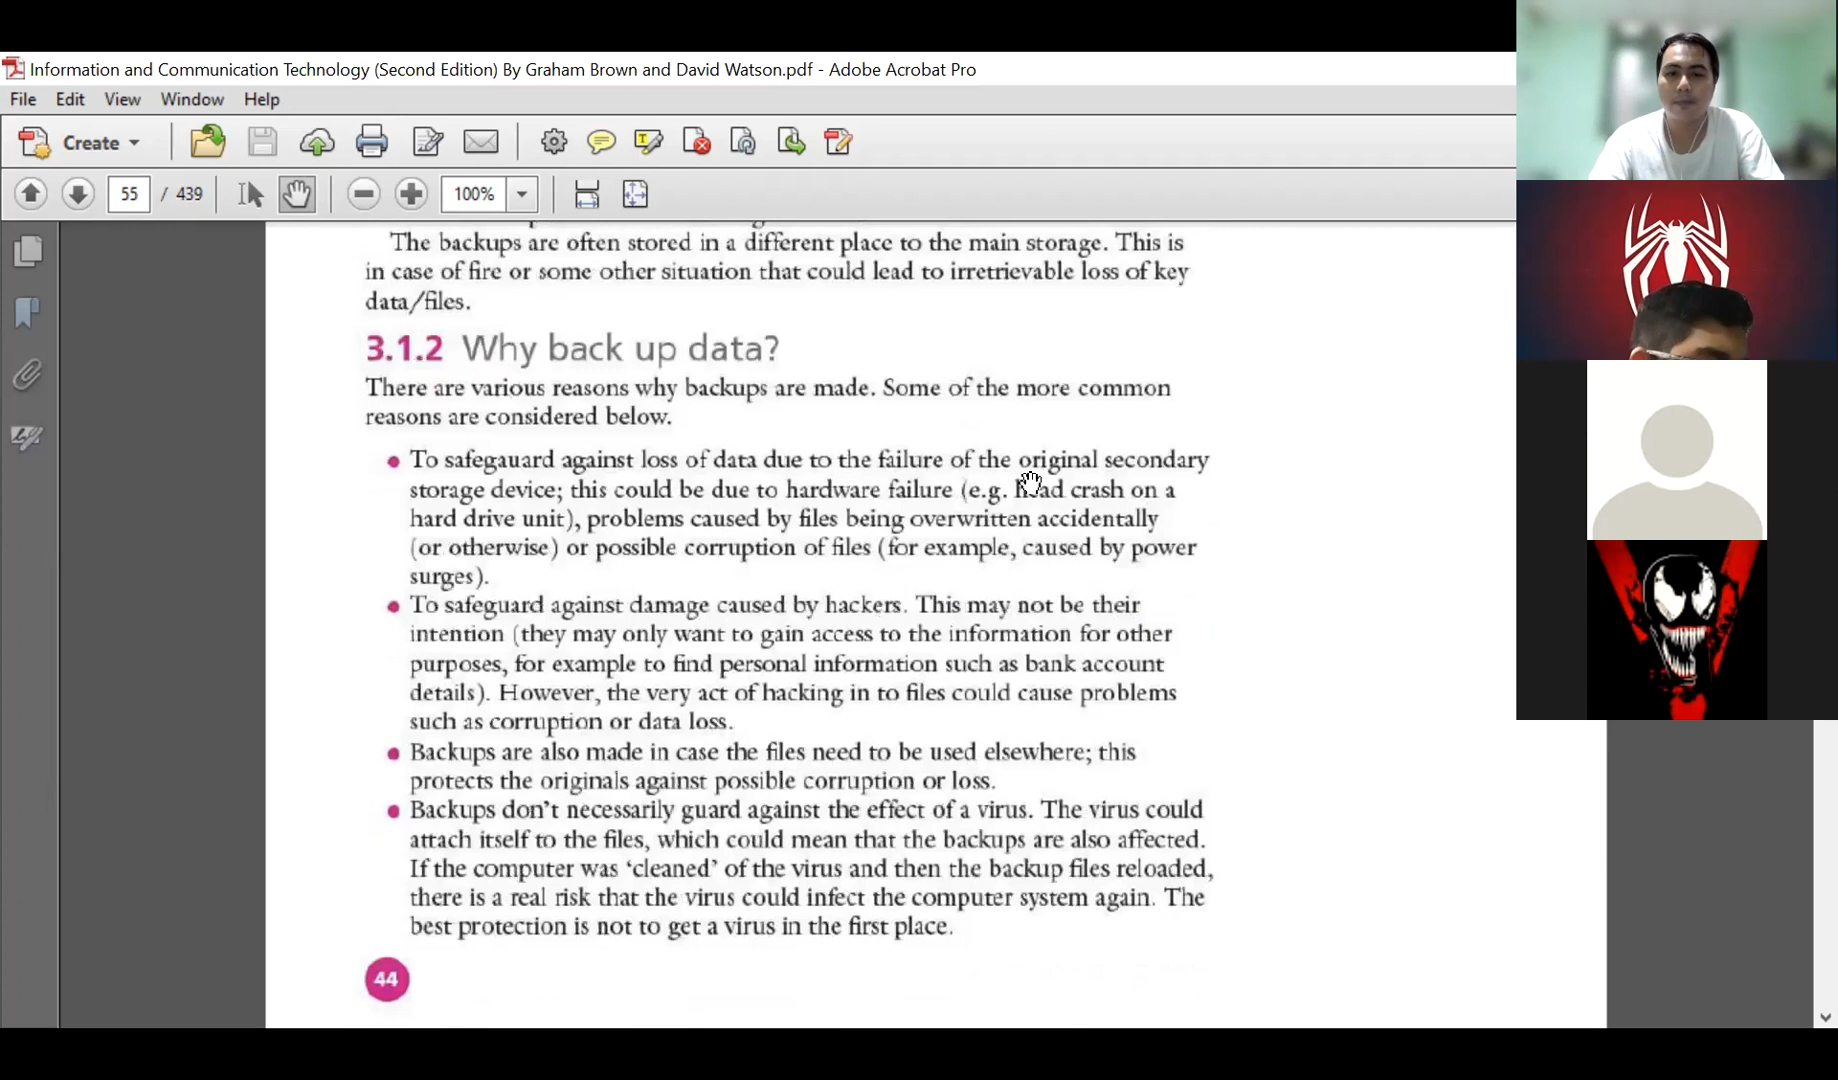 Information and Communication Technology (Second Edition) By Graham Brown and David Watson.pdf - Adobe Acrobat Pro
File Edit View Window Help
Create
55 / 439 100%
The backups are often stored in a different place to the main storage. This is
in case of fire or some other situation that could lead to irretrievable loss of key
data/files.
3.1.2 Why back up data?
There are various reasons why backups are made. Some of the more common
reasons are considered below.
• To safegauard against loss of data due to the failure of the original secondary
storage device; this could be due to hardware failure (e.g. head crash on a
hard drive unit), problems caused by files being overwritten accidentally
(or otherwise) or possible corruption of files (for example, caused by power
surges).
• To safeguard against damage caused by hackers. This may not be their
intention (they may only want to gain access to the information for other
purposes, for example to find personal information such as bank account
details). However, the very act of hacking in to files could cause problems
such as corruption or data loss.
• Backups are also made in case the files need to be used elsewhere; this
protects the originals against possible corruption or loss.
• Backups don't necessarily guard against the effect of a virus. The virus could
attach itself to the files, which could mean that the backups are also affected.
If the computer was 'cleaned' of the virus and then the backup files reloaded,
there is a real risk that the virus could infect the computer system again. The
best protection is not to get a virus in the first place.
44